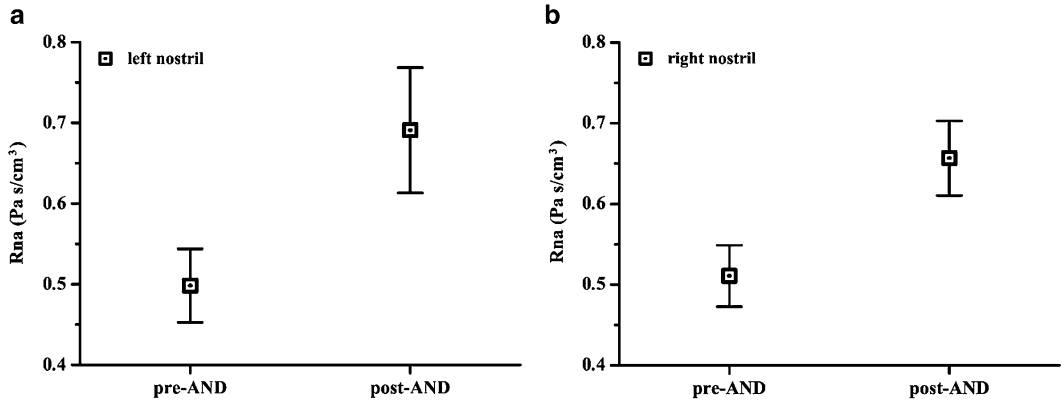 a
0.8
0.7
0.6
0.5
0.4
Rna (Pa s/cm³)
left nostril
pre-AND
post-AND
b
0.8
0.7
0.6
0.5
0.4
Rna (Pa s/cm³)
right nostril
pre-AND
post-AND